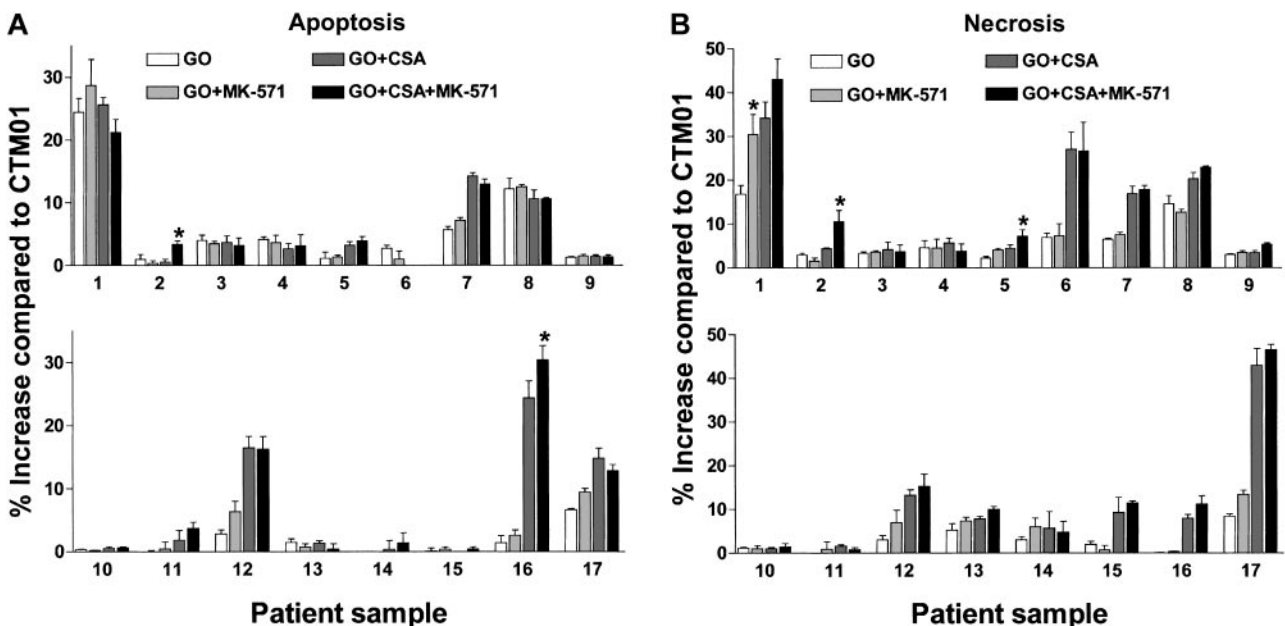 A
Apoptosis
GO
GO+CSA
GO+MK-571
GO+CSA+MK-571
% Increase compared to CTM01
30
20
10
0
*
1 2 3 4 5 6 7 8 9
30
20
10
0
*
10 11 12 13 14 15 16 17
Patient sample
B
Necrosis
GO
GO+CSA
GO+MK-571
GO+CSA+MK-571
% Increase compared to CTM01
50
40
30
20
10
0
* * *
1 2 3 4 5 6 7 8 9
50
40
30
20
10
0
10 11 12 13 14 15 16 17
Patient sample